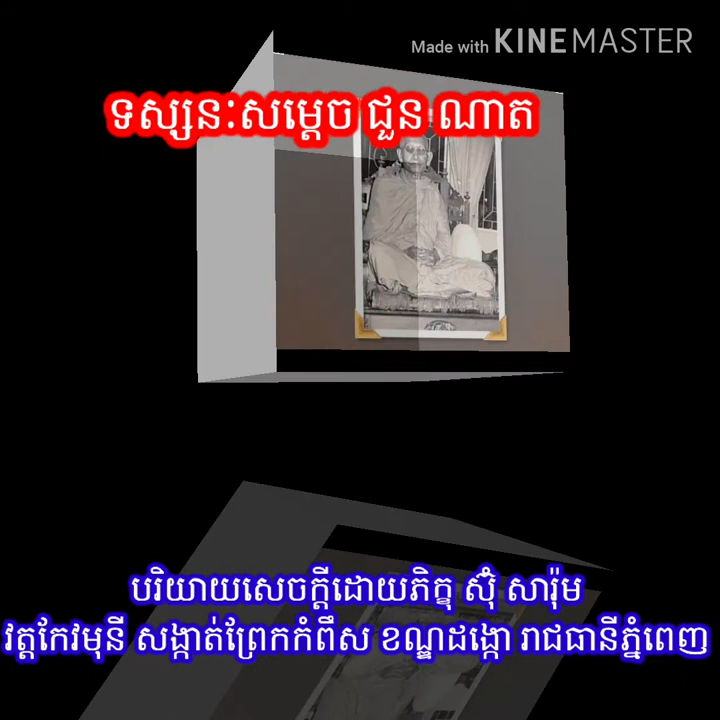 Made with KINEMASTER
ទស្សនៈសម្ដេច ជួន ណាត
បរិយាយសេចក្ដីដោយភិក្ខុ ស៊ុំ សារ៉ុម
វត្តកែវមុនី សង្កាត់ព្រែកកំពឹស ខណ្ឌដង្កោ រាជធានីភ្នំពេញ